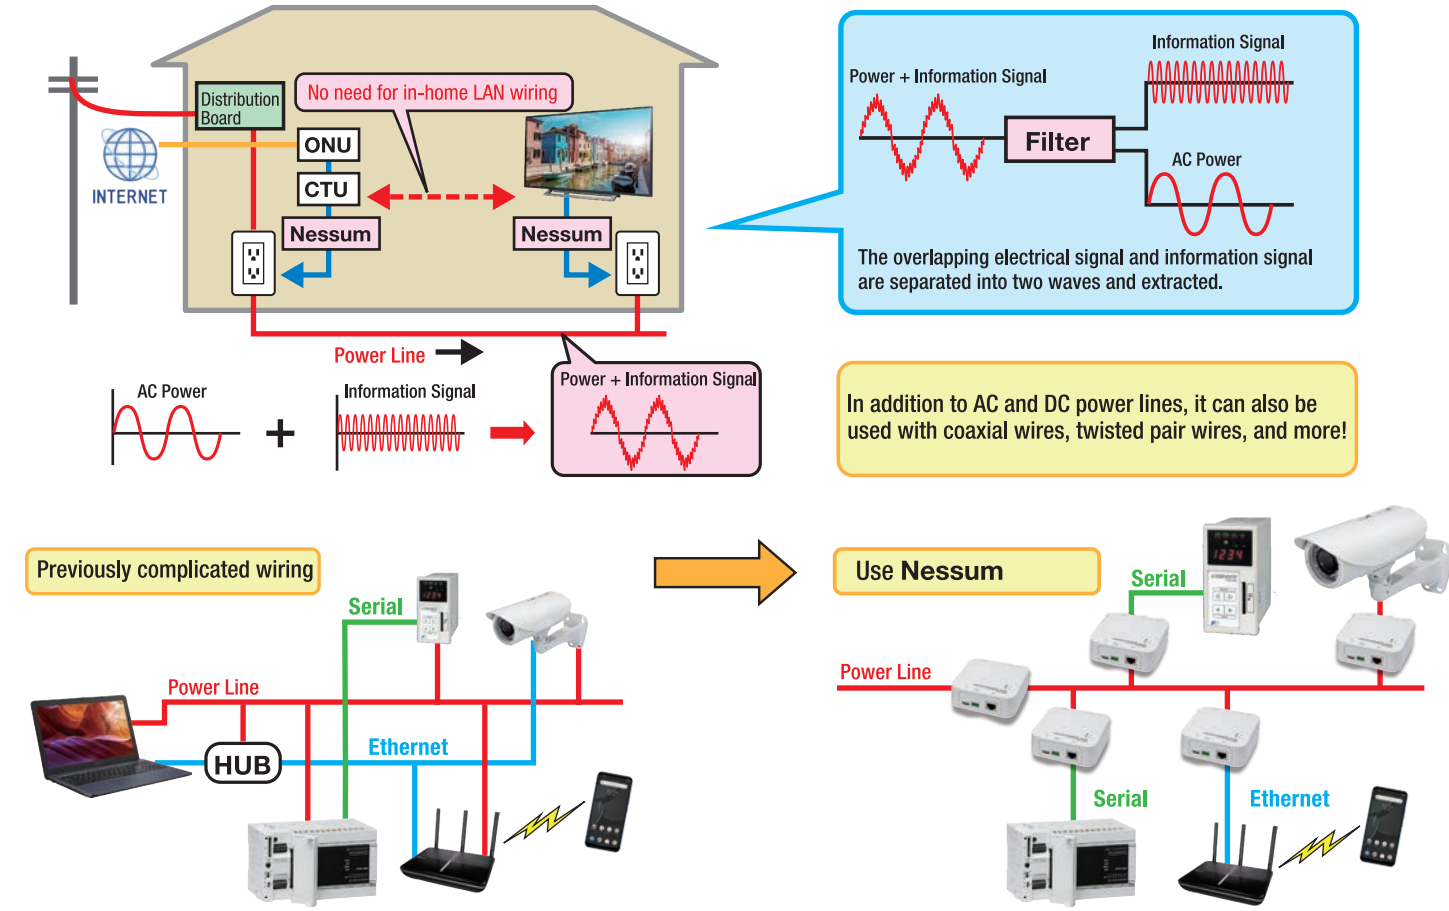 Distribution
Board
No need for in-home LAN wiring
ONU
CTU
INTERNET
Nessum
Nessum
Power Line
AC Power
Information Signal
Power + Information Signal
Power + Information Signal
Information Signal
Filter
AC Power
The overlapping electrical signal and information signal
are separated into two waves and extracted.
In addition to AC and DC power lines, it can also be
used with coaxial wires, twisted pair wires, and more!
Previously complicated wiring
Serial
1234
Power Line
Ethernet
HUB
Use Nessum
Serial
1234
Power Line
Serial
Ethernet